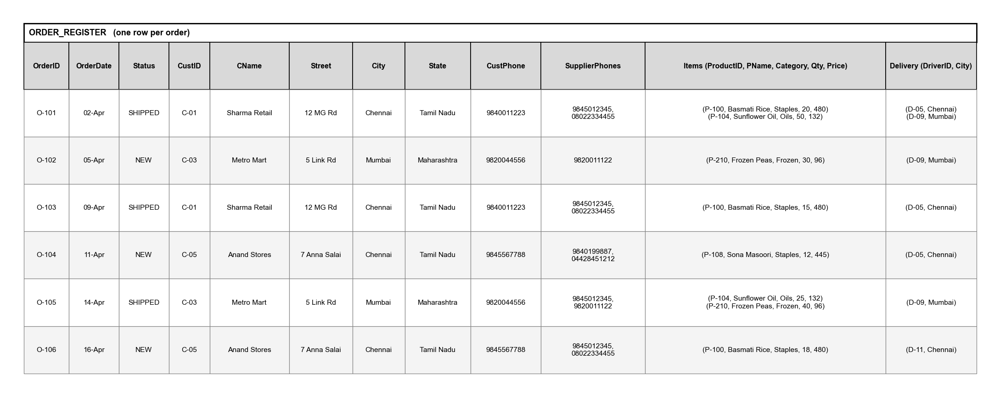 ORDER_REGISTER (one row per order)
OrderID OrderDate Status CustID CName Street City State CustPhone SupplierPhones Items (ProductID, PName, Category, Qty, Price) Delivery (DriverID, City)
O-101 02-Apr SHIPPED C-01 Sharma Retail 12 MG Rd Chennai Tamil Nadu 9840011223 9845012345, (P-100, Basmati Rice, Staples, 20, 480) (D-05, Chennai)
08022334455 (P-104, Sunflower Oil, Oils, 50, 132) (D-09, Mumbai)
O-102 05-Apr NEW C-03 Metro Mart 5 Link Rd Mumbai Maharashtra 9820044556 9820011122 (P-210, Frozen Peas, Frozen, 30, 96) (D-09, Mumbai)
O-103 09-Apr SHIPPED C-01 Sharma Retail 12 MG Rd Chennai Tamil Nadu 9840011223 9845012345, (P-100, Basmati Rice, Staples, 15, 480) (D-05, Chennai)
08022334455
O-104 11-Apr NEW C-05 Anand Stores 7 Anna Salai Chennai Tamil Nadu 9845567788 9840199887, (P-108, Sona Masoori, Staples, 12, 445) (D-05, Chennai)
04428451212
O-105 14-Apr SHIPPED C-03 Metro Mart 5 Link Rd Mumbai Maharashtra 9820044556 9845012345, (P-104, Sunflower Oil, Oils, 25, 132) (D-09, Mumbai)
9820011122 (P-210, Frozen Peas, Frozen, 40, 96)
O-106 16-Apr NEW C-05 Anand Stores 7 Anna Salai Chennai Tamil Nadu 9845567788 9845012345, (P-100, Basmati Rice, Staples, 18, 480) (D-11, Chennai)
08022334455